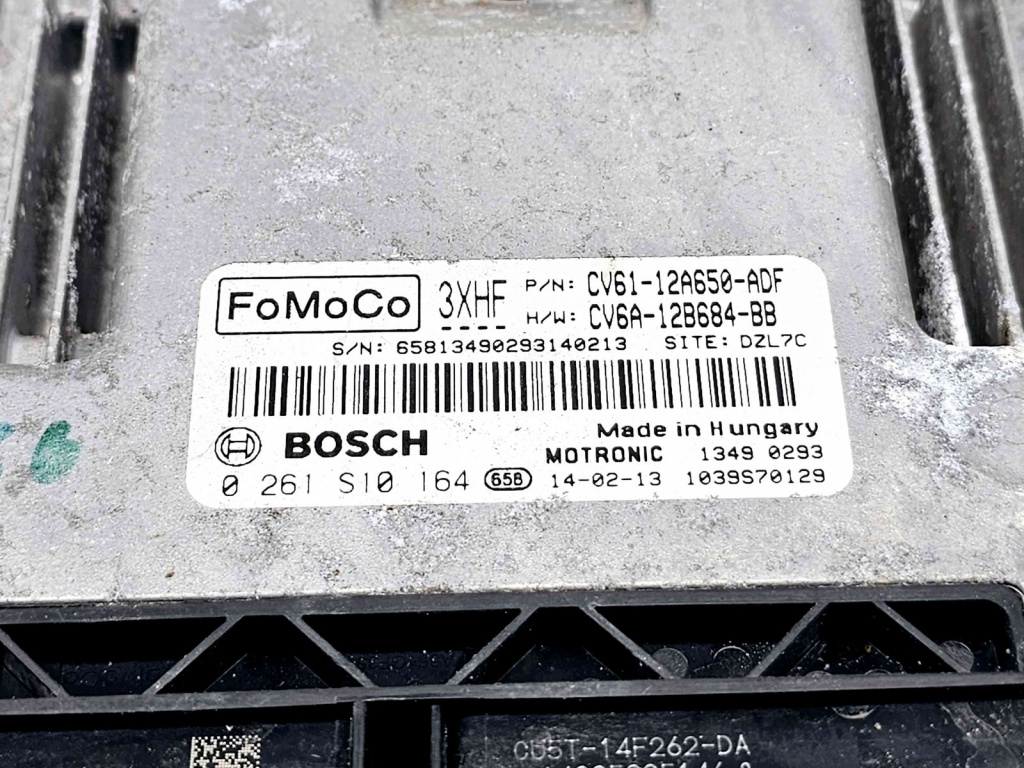 FoMoCo 3XHF P/N: CV61-12A650-ADF
H/W: CV6A-12B684-BB
S/N: 65813490293140213 SITE: DZL7C
BOSCH Made in Hungary
MOTRONIC 1349 0293
0 261 S10 164 658 14-02-13 1039S70129
CU5T-14F262-DA